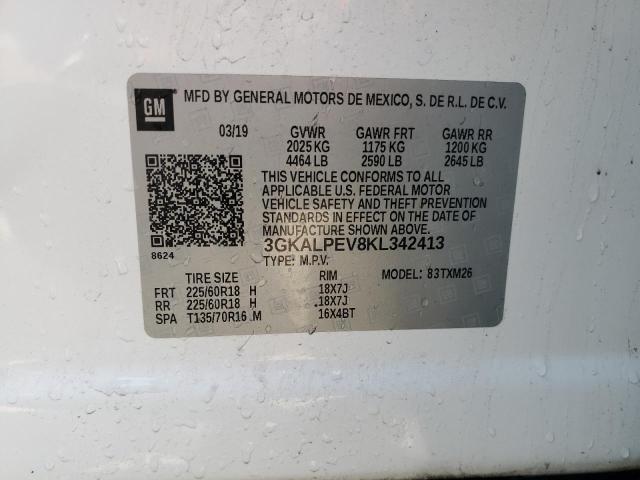 GM
MFD BY GENERAL MOTORS DE MEXICO, S. DE R.L. DE C.V.
03/19 GVWR GAWR FRT GAWR RR
2025 KG 1175 KG 1200 KG
4464 LB 2590 LB 2645 LB
THIS VEHICLE CONFORMS TO ALL
APPLICABLE U.S. FEDERAL MOTOR
VEHICLE SAFETY AND THEFT PREVENTION
STANDARDS IN EFFECT ON THE DATE OF
MANUFACTURE SHOWN ABOVE.
8624 3GKALPEV8KL342413
TYPE: M.P.V.
TIRE SIZE RIM MODEL: 83TXM26
FRT 225/60R18 H 18X7J
RR 225/60R18 H 18X7J
SPA T135/70R16 M 16X4BT